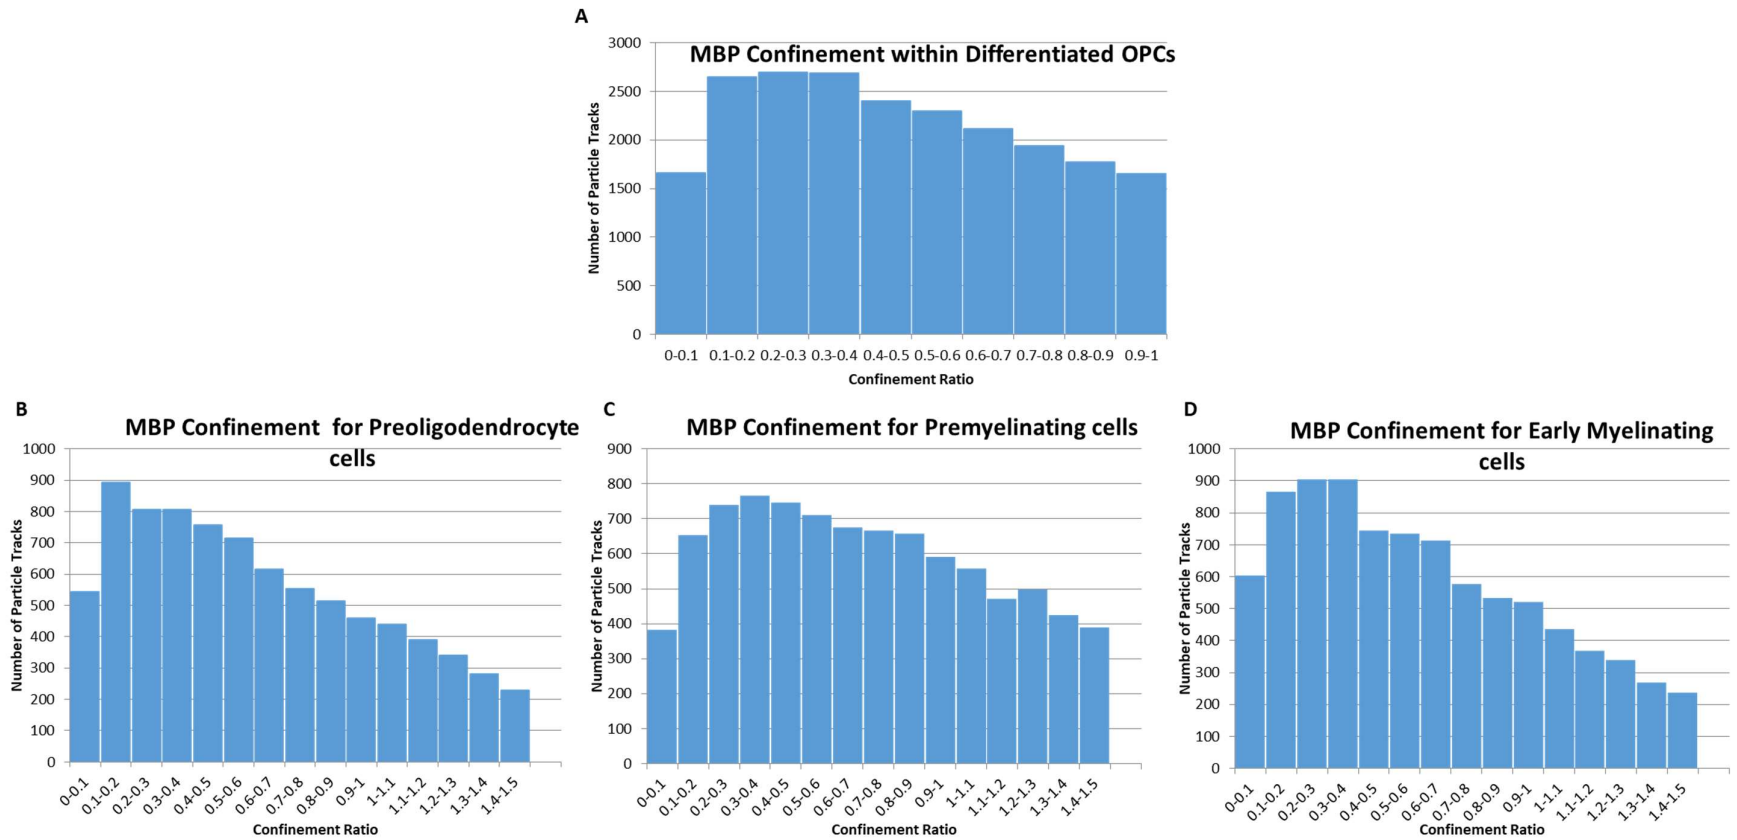 A
MBP Confinement within Differentiated OPCs
Number of Particle Tracks
3000
2500
2000
1500
1000
500
0
0-0.1 0.1-0.2 0.2-0.3 0.3-0.4 0.4-0.5 0.5-0.6 0.6-0.7 0.7-0.8 0.8-0.9 0.9-1
Confinement Ratio
B
MBP Confinement for Preoligodendrocyte
cells
Number of Particle Tracks
1000
900
800
700
600
500
400
300
200
100
0
0-0.1 0.1-0.2 0.2-0.3 0.3-0.4 0.4-0.5 0.5-0.6 0.6-0.7 0.7-0.8 0.8-0.9 0.9-1 1-1.1 1.1-1.2 1.2-1.3 1.3-1.4 1.4-1.5
Confinement Ratio
C
MBP Confinement for Premyelinating cells
Number of Particle Tracks
900
800
700
600
500
400
300
200
100
0
0-0.1 0.1-0.2 0.2-0.3 0.3-0.4 0.4-0.5 0.5-0.6 0.6-0.7 0.7-0.8 0.8-0.9 0.9-1 1-1.1 1.1-1.2 1.2-1.3 1.3-1.4 1.4-1.5
Confinement Ratio
D
MBP Confinement for Early Myelinating
cells
Number of Particle Tracks
1000
900
800
700
600
500
400
300
200
100
0
0-0.1 0.1-0.2 0.2-0.3 0.3-0.4 0.4-0.5 0.5-0.6 0.6-0.7 0.7-0.8 0.8-0.9 0.9-1 1-1.1 1.1-1.2 1.2-1.3 1.3-1.4 1.4-1.5
Confinement Ratio